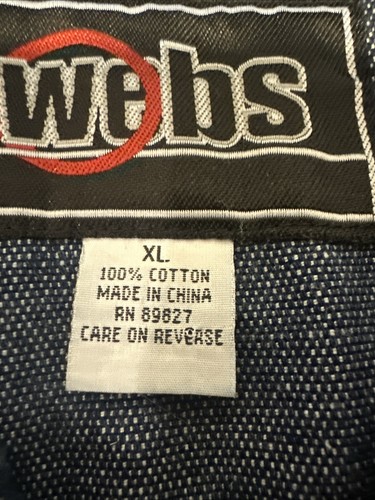 webs
XL
100% COTTON
MADE IN CHINA
RN 89827
CARE ON REVERSE